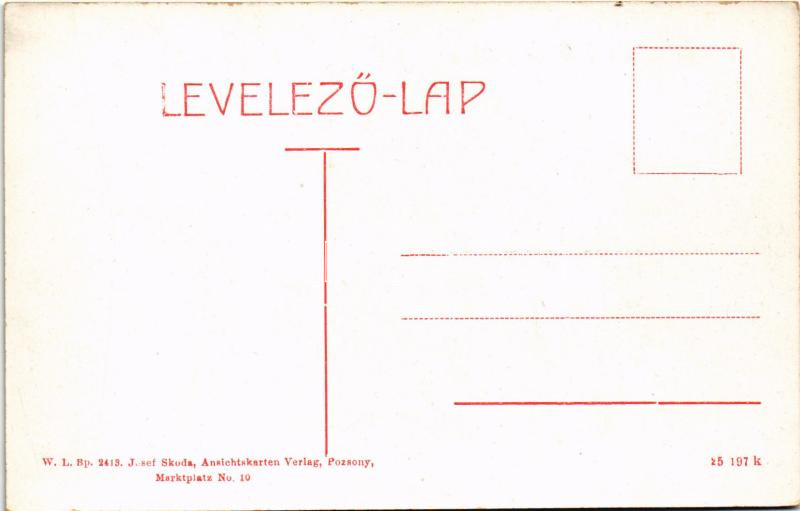 LEVELEZŐ-LAP
W. L. Bp. 2413. Josef Skoda, Ansichtskarten Verlag, Pozsony,
Marktplatz No. 10
25 197 k